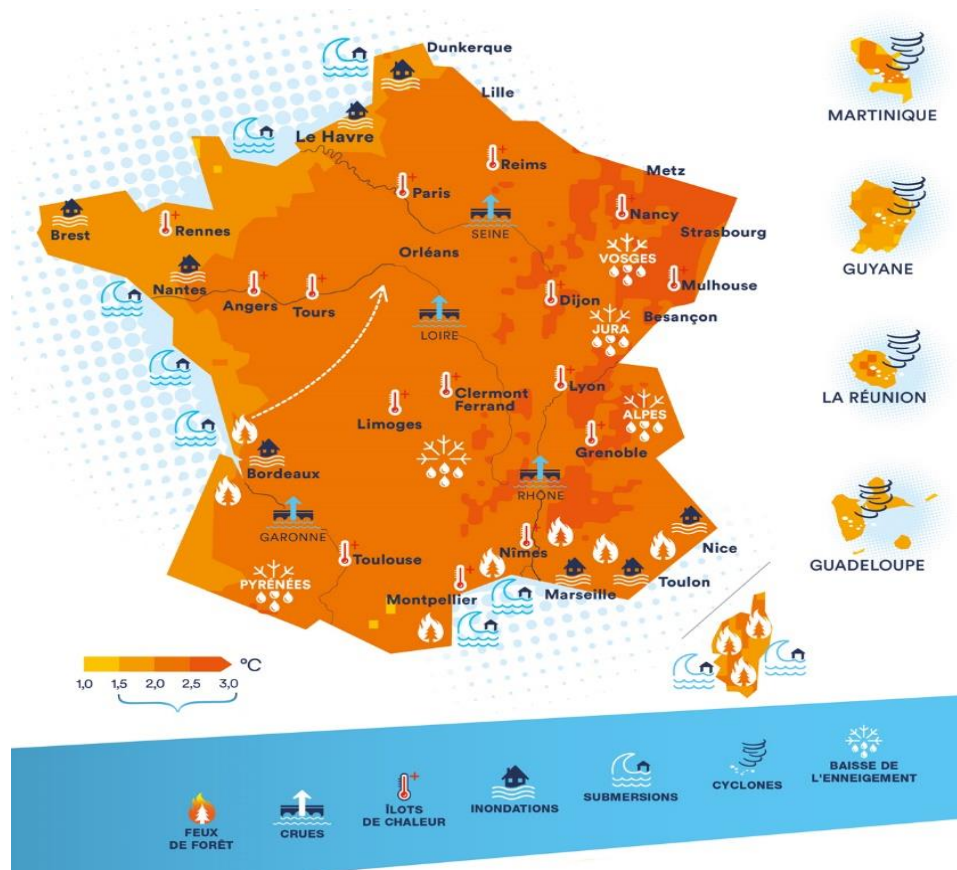 Dunkerque
Lille
MARTINIQUE
Le Havre
Reims
Metz
Paris
Nancy
Brest
Rennes
SEINE
Strasbourg
VOSGES
Orléans
GUYANE
Nantes
Angers
Tours
Dijon
Mulhouse
LOIRE
JURA
Besançon
Clermont
Ferrand
Lyon
LA RÉUNION
Limoges
ALPES
Grenoble
Bordeaux
RHÔNE
GARONNE
Toulouse
Nîmes
Nice
GUADELOUPE
PYRÉNÉES
Montpellier
Marseille
Toulon
°C
1,0 1,5 2,0 2,5 3,0
FEUX
DE FORÊT
CRUES
ÎLOTS
DE CHALEUR
INONDATIONS
SUBMERSIONS
CYCLONES
BAISSE DE
L'ENNEIGEMENT